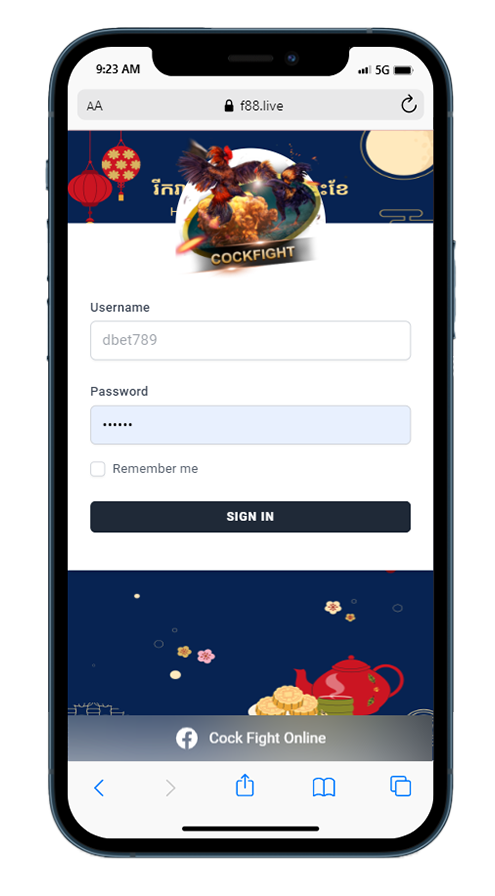 9:23 AM
5G
AA
f88.live
COCKFIGHT
Username
dbet789
Password
••••••
Remember me
SIGN IN
Cock Fight Online